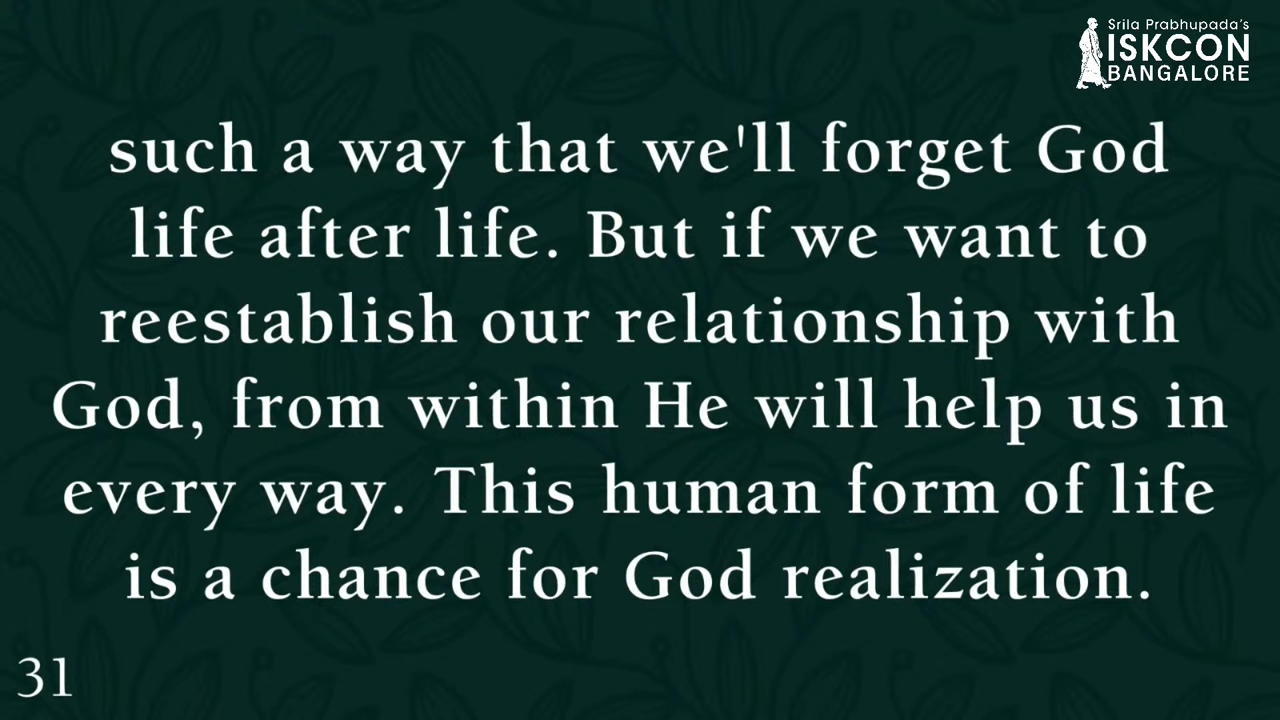 Srila Prabhupada's
ISKCON
BANGALORE
such a way that we'll forget God
life after life. But if we want to
reestablish our relationship with
God, from within He will help us in
every way. This human form of life
is a chance for God realization.
31